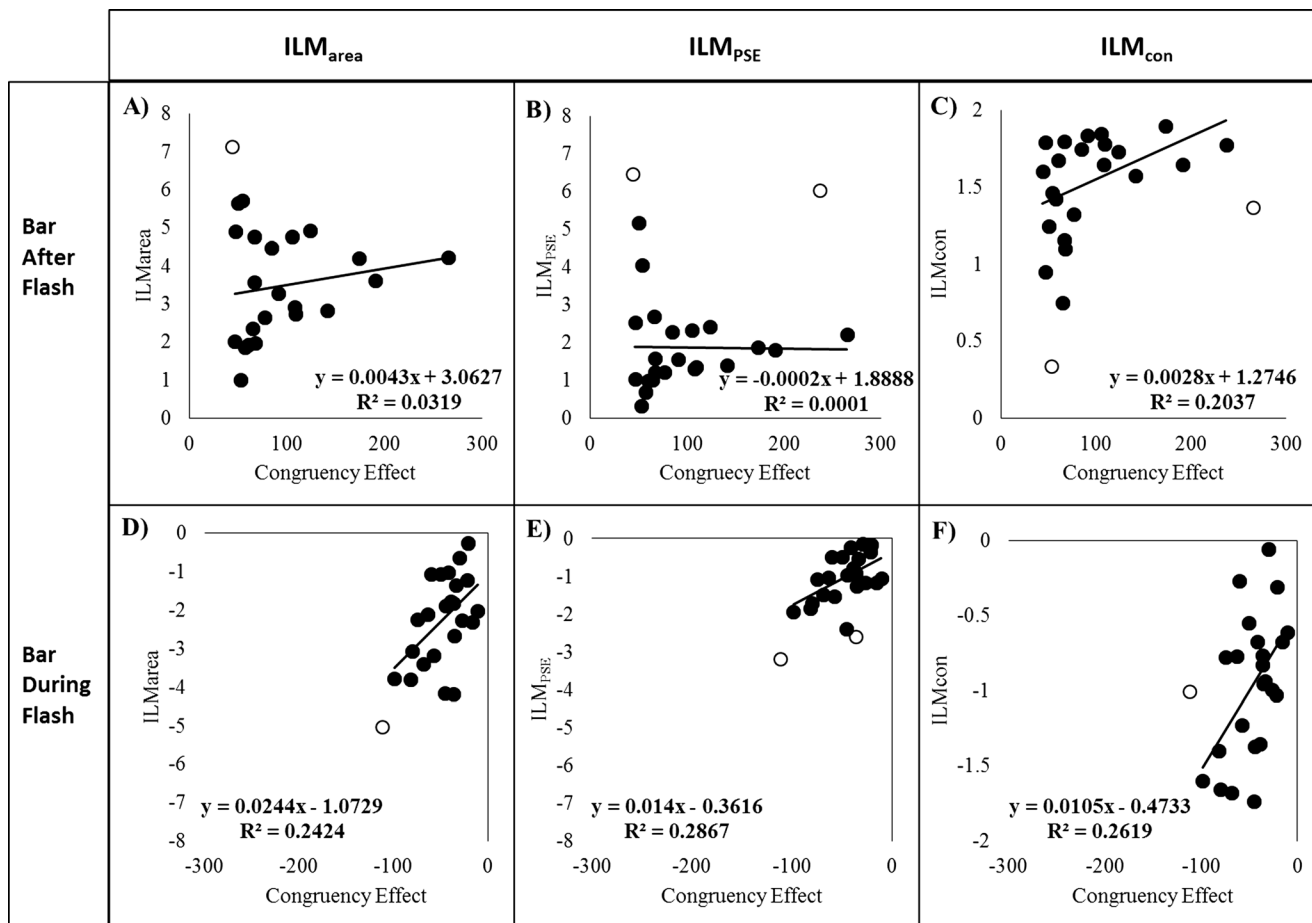 ILMarea
ILMPSE
ILMcon
Bar
After
Flash
A)
ILMarea
8
7
6
5
4
3
2
1
0
0 100 200 300
y = 0.0043x + 3.0627
R² = 0.0319
Congruency Effect
B)
ILMPSE
8
7
6
5
4
3
2
1
0
0 100 200 300
y = -0.0002x + 1.8888
R² = 0.0001
Congruecy Effect
C)
ILMcon
2
1.5
1
0.5
0
0 100 200 300
y = 0.0028x + 1.2746
R² = 0.2037
Congruency Effect
Bar
During
Flash
D)
ILMarea
0
-1
-2
-3
-4
-5
-6
-7
-8
y = 0.0244x - 1.0729
R² = 0.2424
-300 -200 -100 0
Congruency Effect
E)
ILMPSE
0
-1
-2
-3
-4
-5
-6
-7
-8
y = 0.014x - 0.3616
R² = 0.2867
-300 -200 -100 0
Congruency Effect
F)
ILMcon
0
-0.5
-1
-1.5
-2
y = 0.0105x - 0.4733
R² = 0.2619
-300 -200 -100 0
Congruency Effect